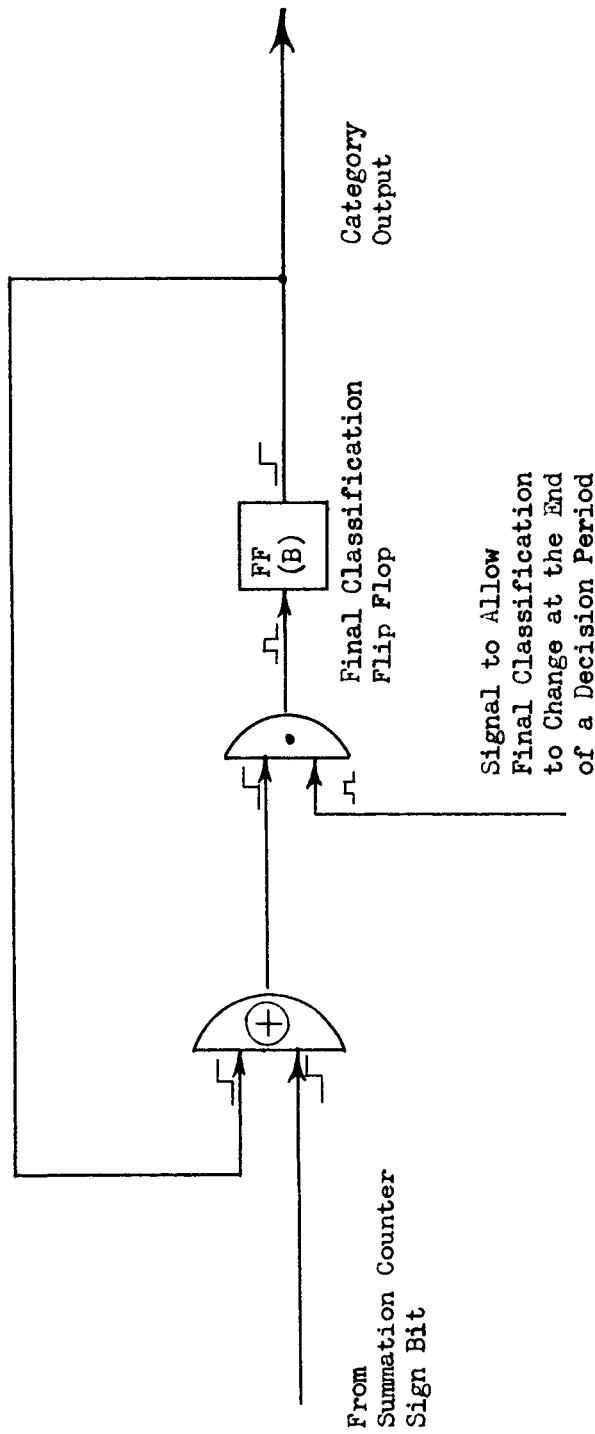 From
Summation Counter
Sign Bit
+
•
FF
(B)
Final Classification
Flip Flop
Signal to Allow
Final Classification
to Change at the End
of a Decision Period
Category
Output